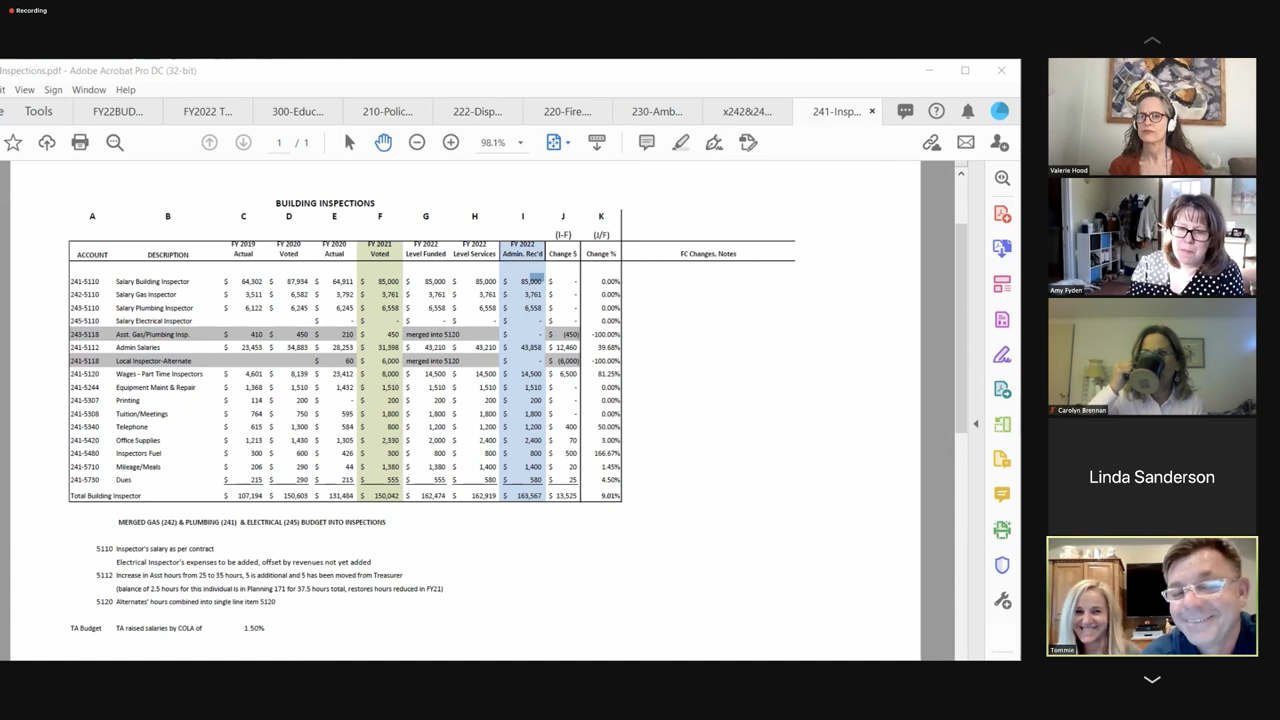 Recording
Inspections.pdf - Adobe Acrobat Pro DC (32-bit)
it View Sign Window Help
e Tools FY22BUD... FY2022 T... 300-Educ... 210-Polic... 222-Disp... 220-Fire... 230-Amb... x242&24... 241-Insp... ×
1 / 1 98.1%
BUILDING INSPECTIONS
A B C D E F G H I J K
(I-F) (J/F)
ACCOUNT DESCRIPTION FY 2019 Actual FY 2020 Voted FY 2020 Actual FY 2021 Voted FY 2022 Level Funded FY 2022 Level Services FY 2022 Admin. Rec'd Change $ Change % FC Changes, Notes
241-5110 Salary Building Inspector $ 64,302 $ 87,934 $ 64,911 $ 85,000 $ 85,000 $ 85,000 $ 85,000 $ - 0.00%
242-5110 Salary Gas Inspector $ 3,511 $ 6,582 $ 3,792 $ 3,761 $ 3,761 $ 3,761 $ 3,761 $ - 0.00%
243-5110 Salary Plumbing Inspector $ 6,122 $ 6,245 $ 6,245 $ 6,558 $ 6,558 $ 6,558 $ 6,558 $ - 0.00%
245-5110 Salary Electrical Inspector $ - $ - $ - $ - $ - $ - 0.00%
243-5118 Asst. Gas/Plumbing Insp. $ 410 $ 450 $ 210 $ 450 merged into 5120 $ - $ (450) -100.00%
241-5112 Admin Salaries $ 23,453 $ 34,883 $ 28,253 $ 31,398 $ 43,210 $ 43,210 $ 43,858 $ 12,460 39.68%
241-5118 Local Inspector-Alternate $ 60 $ 6,000 merged into 5120 $ - $ (6,000) -100.00%
241-5120 Wages - Part Time Inspectors $ 4,601 $ 8,139 $ 23,412 $ 8,000 $ 14,500 $ 14,500 $ 14,500 $ 6,500 81.25%
241-5244 Equipment Maint & Repair $ 1,368 $ 1,510 $ 1,432 $ 1,510 $ 1,510 $ 1,510 $ 1,510 $ - 0.00%
241-5307 Printing $ 114 $ 200 $ - $ 200 $ 200 $ 200 $ 200 $ - 0.00%
241-5308 Tuition/Meetings $ 764 $ 750 $ 595 $ 1,800 $ 1,800 $ 1,800 $ 1,800 $ - 0.00%
241-5340 Telephone $ 615 $ 1,300 $ 584 $ 800 $ 1,200 $ 1,200 $ 1,200 $ 400 50.00%
241-5420 Office Supplies $ 1,213 $ 1,430 $ 1,305 $ 2,330 $ 2,000 $ 2,400 $ 2,400 $ 70 3.00%
241-5480 Inspectors Fuel $ 300 $ 600 $ 426 $ 300 $ 800 $ 800 $ 800 $ 500 166.67%
241-5710 Mileage/Meals $ 206 $ 290 $ 44 $ 1,380 $ 1,380 $ 1,400 $ 1,400 $ 20 1.45%
241-5730 Dues $ 215 $ 290 $ 215 $ 555 $ 555 $ 580 $ 580 $ 25 4.50%
Total Building Inspector $ 107,194 $ 150,603 $ 131,484 $ 150,042 $ 162,474 $ 162,919 $ 163,567 $ 13,525 9.01%
MERGED GAS (242) & PLUMBING (241) & ELECTRICAL (245) BUDGET INTO INSPECTIONS
5110 Inspector's salary as per contract
Electrical Inspector's expenses to be added, offset by revenues not yet added
5112 Increase in Asst hours from 25 to 35 hours, 5 is additional and 5 has been moved from Treasurer
(balance of 2.5 hours for this individual is in Planning 171 for 37.5 hours total, restores hours reduced in FY21)
5120 Alternates' hours combined into single line item 5120
TA Budget TA raised salaries by COLA of 1.50%
Valerie Hood
Amy Fyden
Carolyn Brennan
Linda Sanderson
Tommie